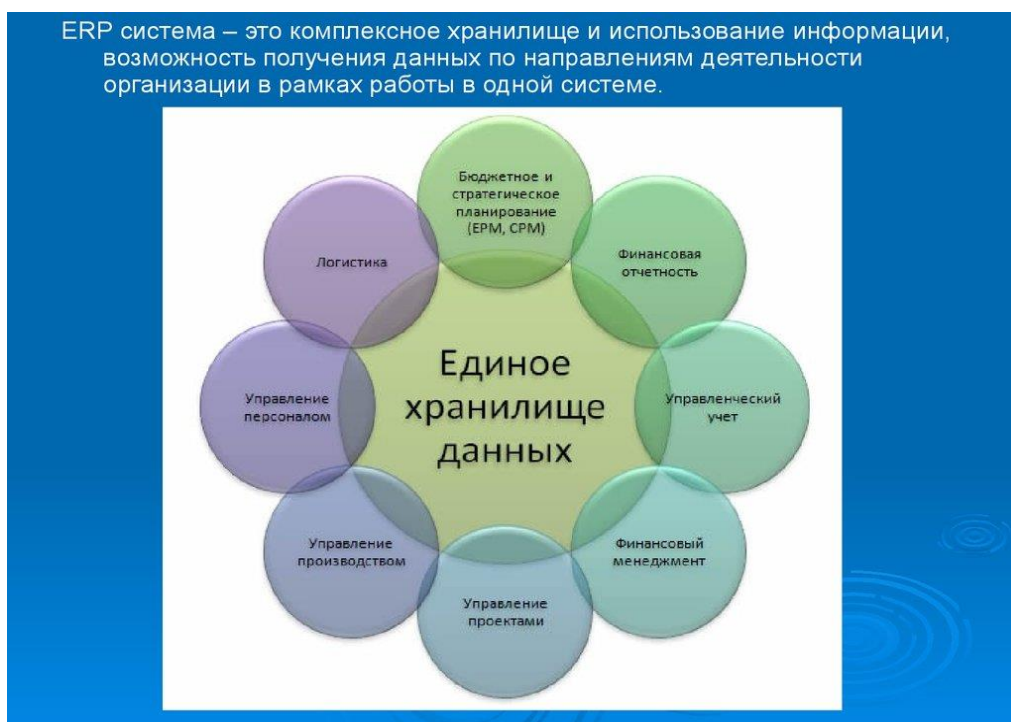 ERP система – это комплексное хранилище и использование информации,
возможность получения данных по направлениям деятельности
организации в рамках работы в одной системе.
Бюджетное и
стратегическое
планирование
(EPM, CPM)
Финансовая
отчетность
Управленческий
учет
Финансовый
менеджмент
Управление
проектами
Управление
производством
Управление
персоналом
Логистика
Единое
хранилище
данных